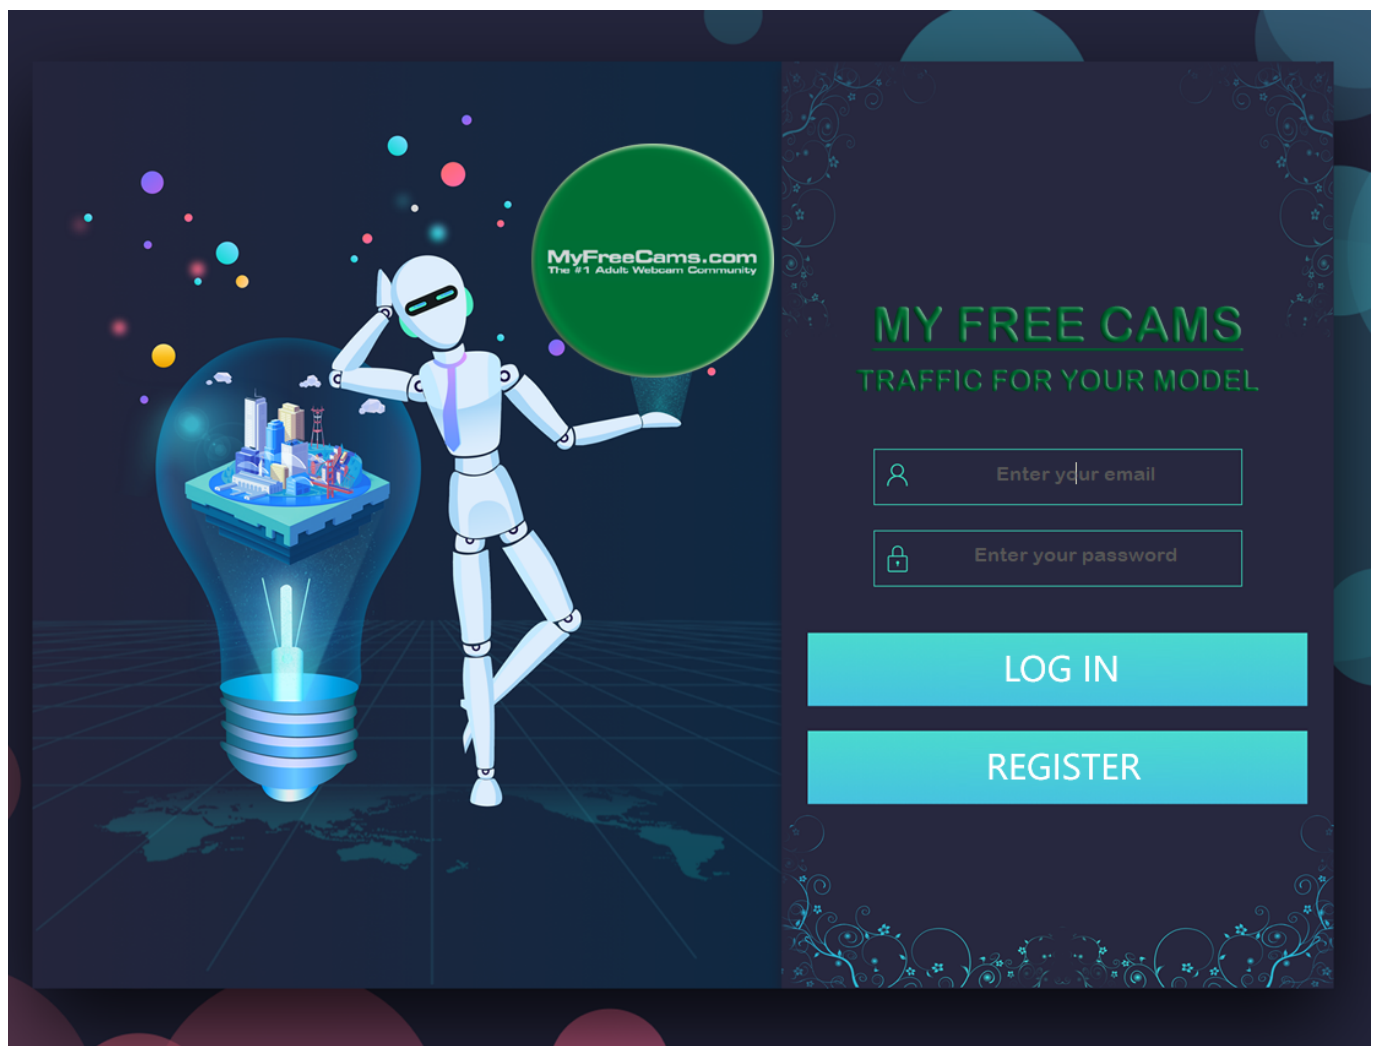 MyFreeCams.com
The #1 Adult Webcam Community
MY FREE CAMS
TRAFFIC FOR YOUR MODEL
Enter your email
Enter your password
LOG IN
REGISTER